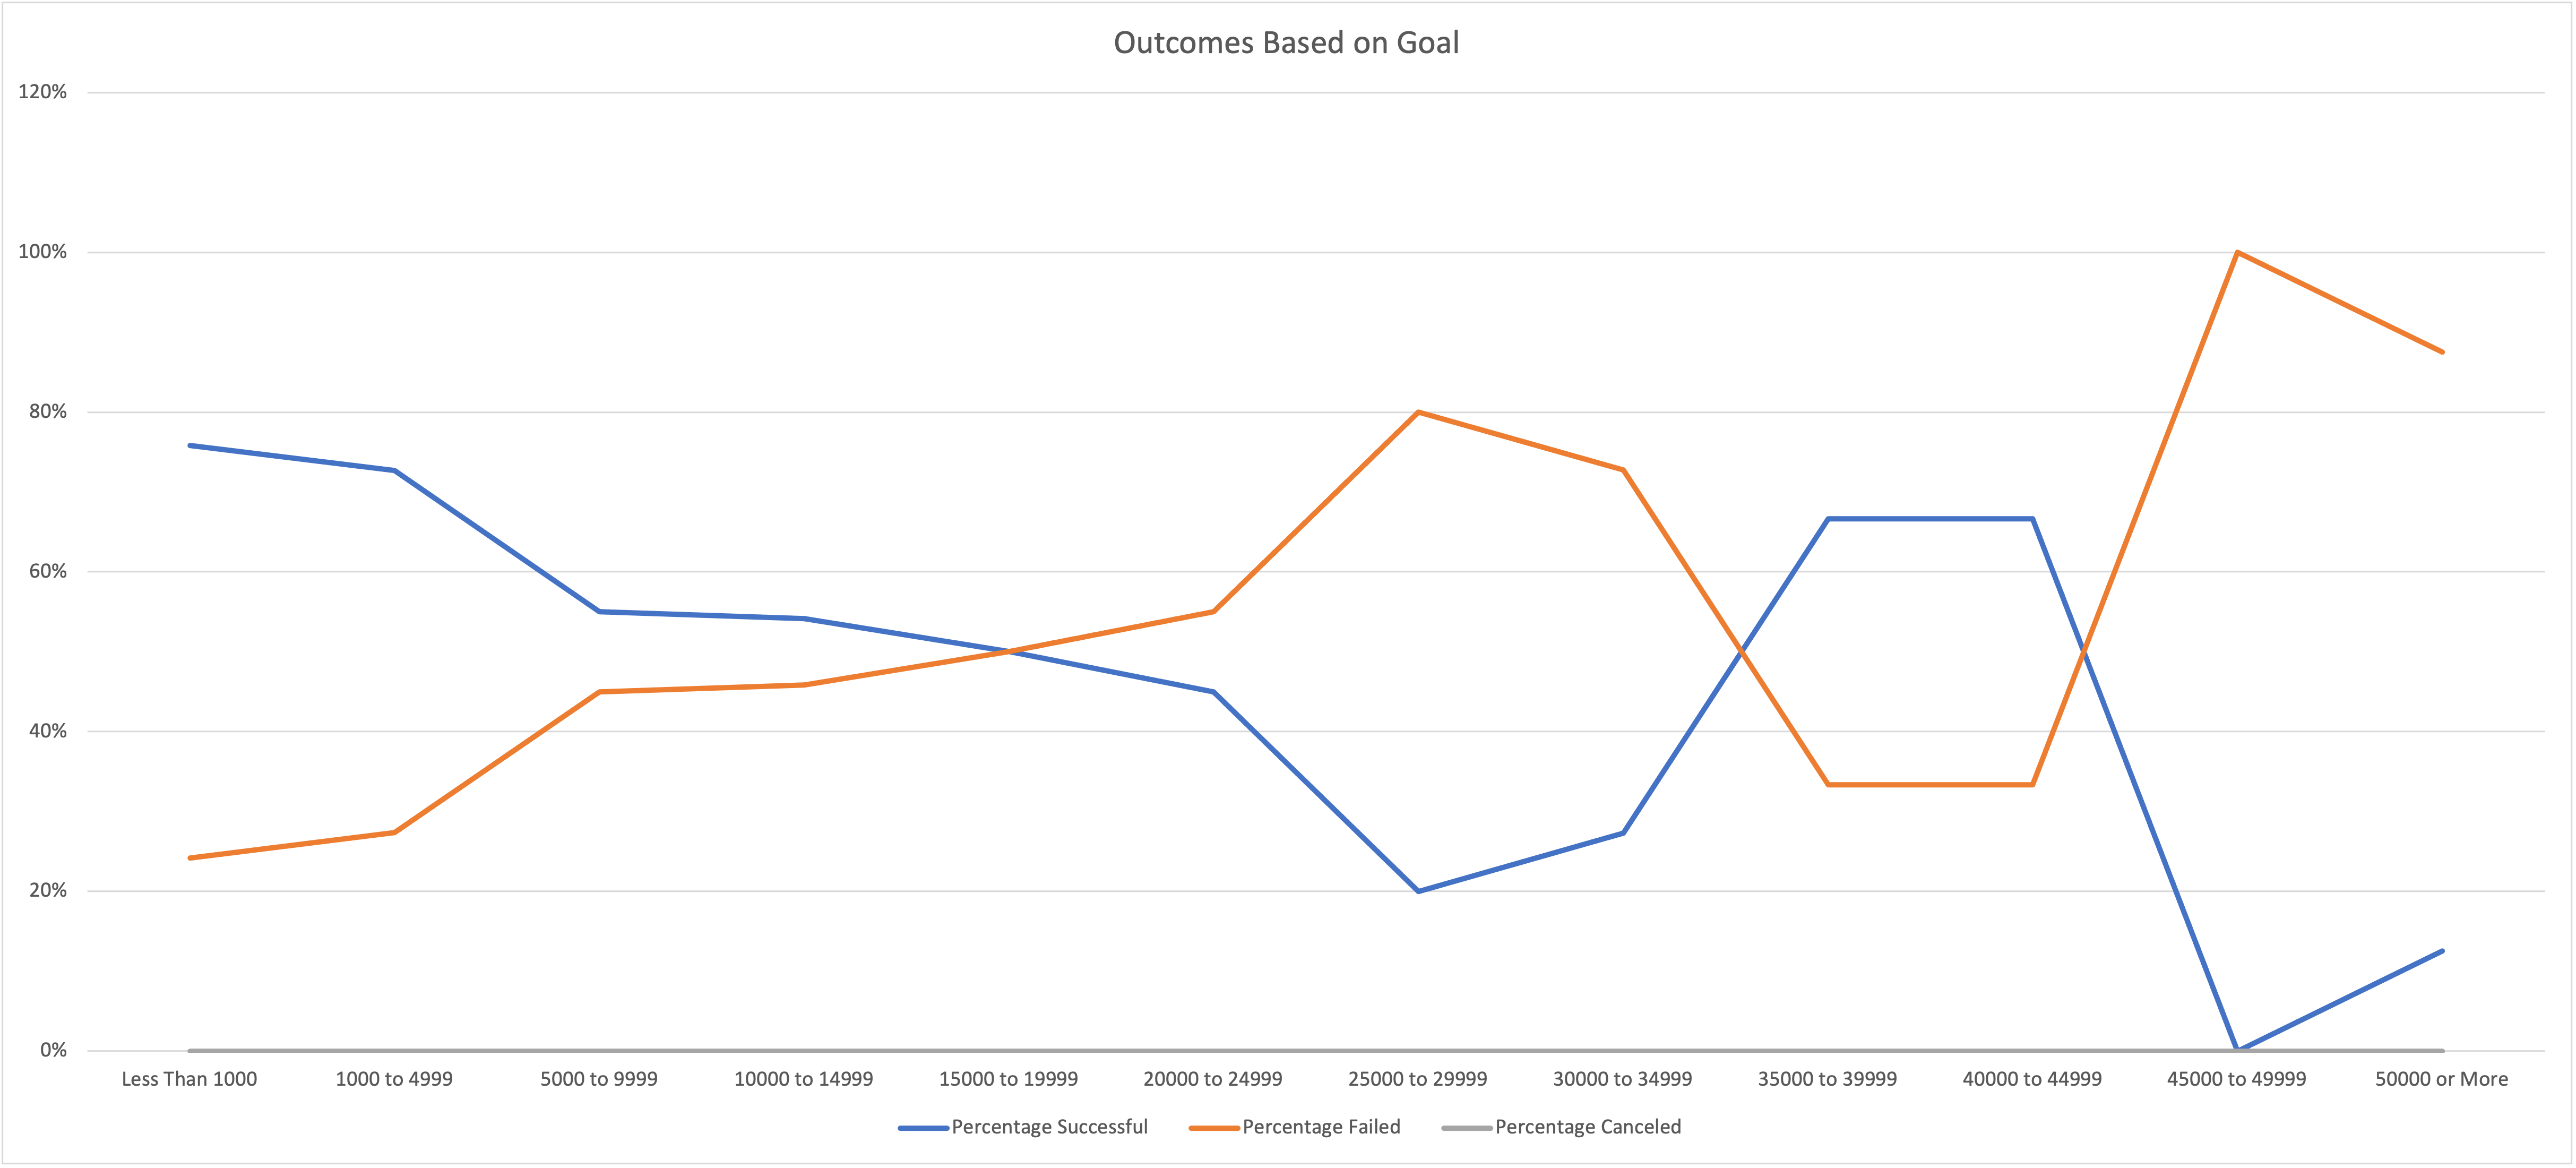 Outcomes Based on Goal
120%
100%
80%
60%
40%
20%
0%
Less Than 1000 1000 to 4999 5000 to 9999 10000 to 14999 15000 to 19999 20000 to 24999 25000 to 29999 30000 to 34999 35000 to 39999 40000 to 44999 45000 to 49999 50000 or More
Percentage Successful Percentage Failed Percentage Canceled